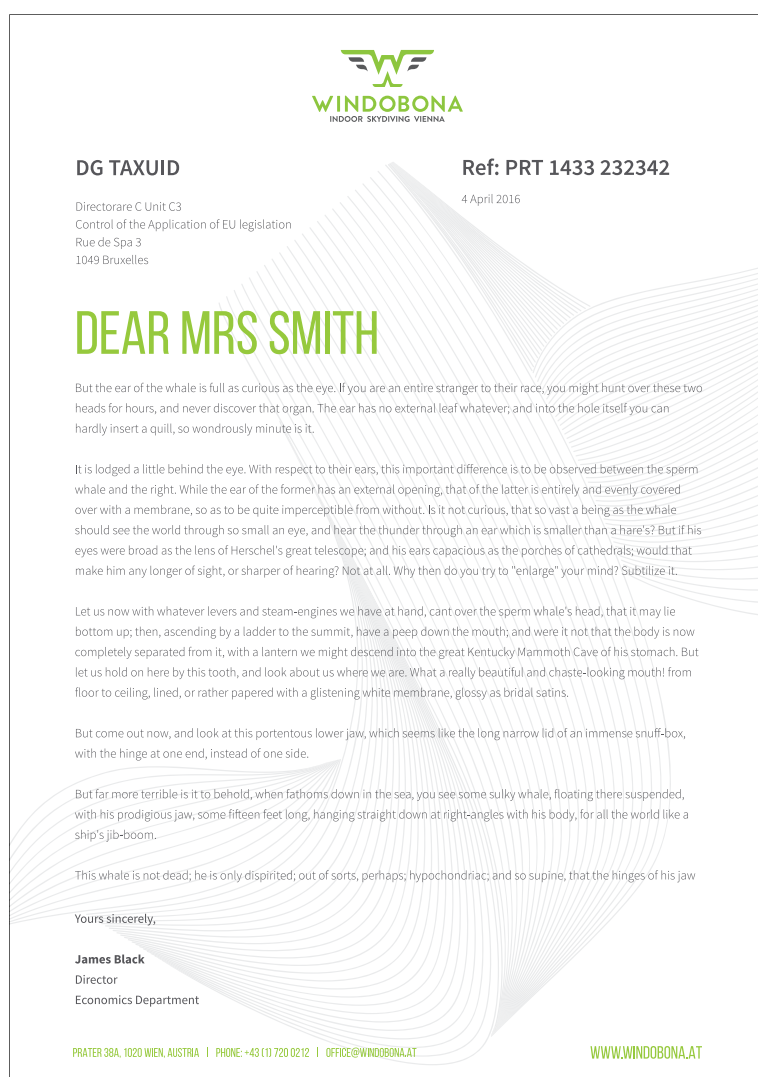 WINDOBONA
INDOOR SKYDIVING VIENNA
DG TAXUID
Directorare C Unit C3
Control of the Application of EU legislation
Rue de Spa 3
1049 Bruxelles
Ref: PRT 1433 232342
4 April 2016
DEAR MRS SMITH
But the ear of the whale is full as curious as the eye. If you are an entire stranger to their race, you might hunt over these two
heads for hours, and never discover that organ. The ear has no external leaf whatever; and into the hole itself you can
hardly insert a quill, so wondrously minute is it.
It is lodged a little behind the eye. With respect to their ears, this important difference is to be observed between the sperm
whale and the right. While the ear of the former has an external opening, that of the latter is entirely and evenly covered
over with a membrane, so as to be quite imperceptible from without. Is it not curious, that so vast a being as the whale
should see the world through so small an eye, and hear the thunder through an ear which is smaller than a hare's? But if his
eyes were broad as the lens of Herschel's great telescope; and his ears capacious as the porches of cathedrals; would that
make him any longer of sight, or sharper of hearing? Not at all. Why then do you try to "enlarge" your mind? Subtilize it.
Let us now with whatever levers and steam-engines we have at hand, cant over the sperm whale's head, that it may lie
bottom up; then, ascending by a ladder to the summit, have a peep down the mouth; and were it not that the body is now
completely separated from it, with a lantern we might descend into the great Kentucky Mammoth Cave of his stomach. But
let us hold on here by this tooth, and look about us where we are. What a really beautiful and chaste-looking mouth! from
floor to ceiling, lined, or rather papered with a glistening white membrane, glossy as bridal satins.
But come out now, and look at this portentous lower jaw, which seems like the long narrow lid of an immense snuff-box,
with the hinge at one end, instead of one side.
But far more terrible is it to behold, when fathoms down in the sea, you see some sulky whale, floating there suspended,
with his prodigious jaw, some fifteen feet long, hanging straight down at right-angles with his body, for all the world like a
ship's jib-boom.
This whale is not dead; he is only dispirited; out of sorts, perhaps; hypochondriac; and so supine, that the hinges of his jaw
Yours sincerely,
James Black
Director
Economics Department
PRATER 38A, 1020 WIEN, AUSTRIA | PHONE: +43 (1) 720 0212 | OFFICE@WINDOBONA.AT
WWW.WINDOBONA.AT